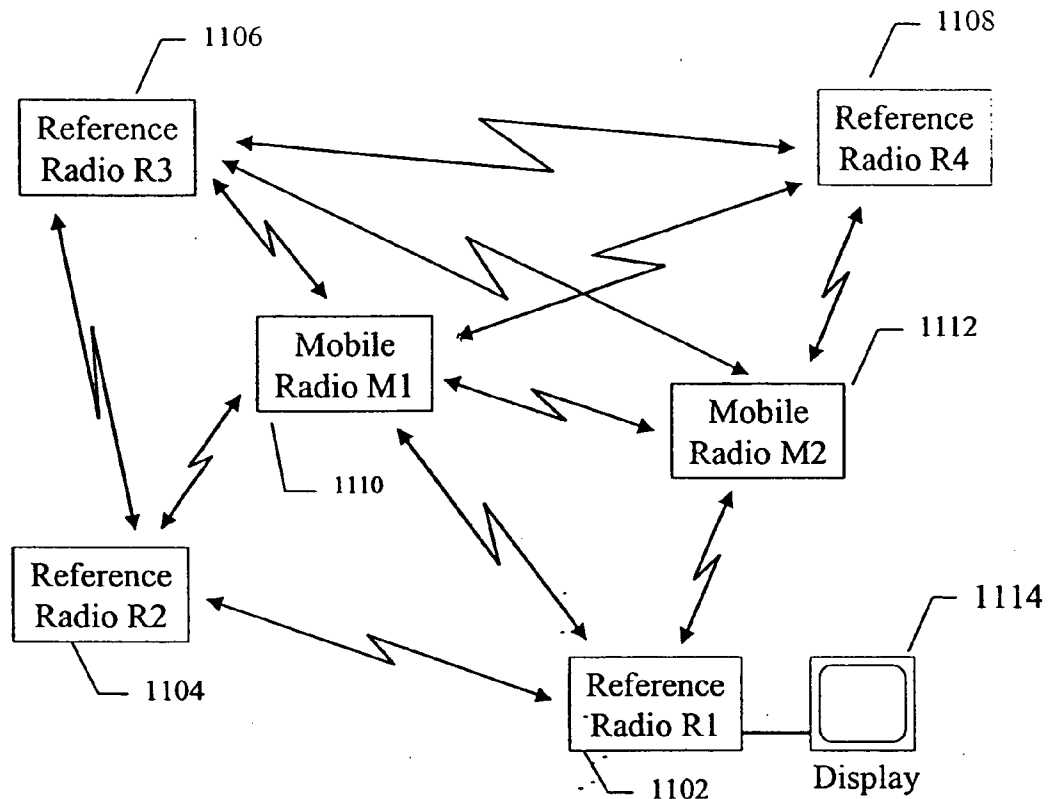 1106
1108
Reference
Radio R3
Reference
Radio R4
Mobile
Radio M1
1112
Mobile
Radio M2
1110
Reference
Radio R2
1104
1114
Reference
Radio R1
1102
Display